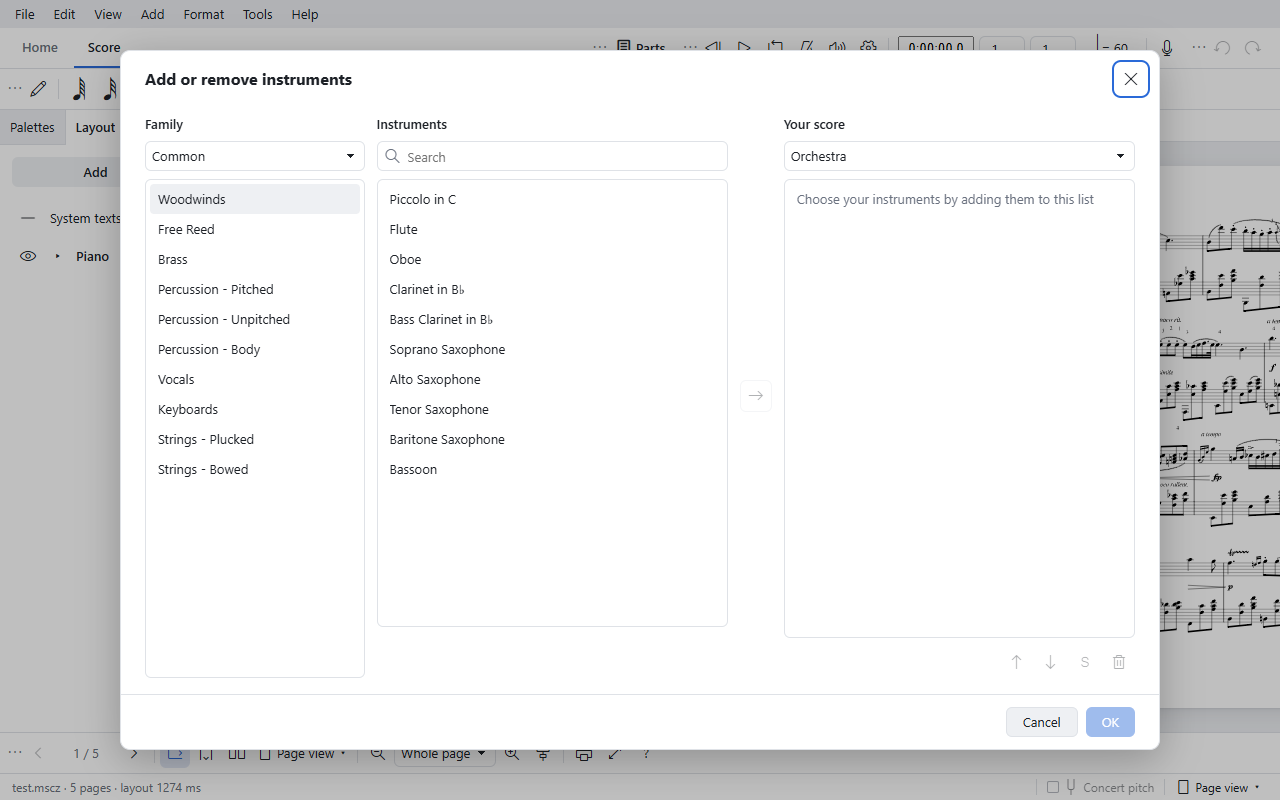 File Edit View Add Format Tools Help
Home Score Parts 0:00:00.0 1 1 = 60
Palettes Layout
Add
System texts
Piano
Add or remove instruments
Family Instruments Your score
Common Search Orchestra
Woodwinds
Free Reed
Brass
Percussion - Pitched
Percussion - Unpitched
Percussion - Body
Vocals
Keyboards
Strings - Plucked
Strings - Bowed
Piccolo in C
Flute
Oboe
Clarinet in B♭
Bass Clarinet in B♭
Soprano Saxophone
Alto Saxophone
Tenor Saxophone
Baritone Saxophone
Bassoon
Choose your instruments by adding them to this list
S
Cancel OK
a tempo
1 / 5 Page view Whole page ?
test.mscz · 5 pages · layout 1274 ms Concert pitch Page view